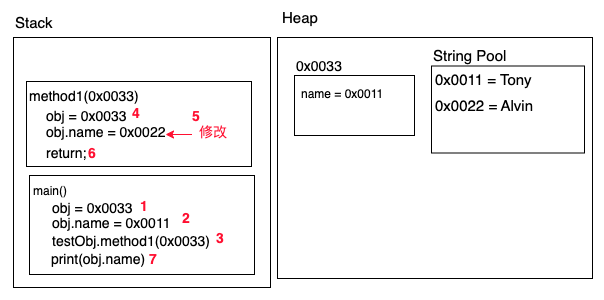 Stack
method1(0x0033)
obj = 0x0033 4
5
obj.name = 0x0022 修改
return;6
main()
obj = 0x0033 1
obj.name = 0x0011 2
testObj.method1(0x0033) 3
print(obj.name) 7
Heap
0x0033
name = 0x0011
String Pool
0x0011 = Tony
0x0022 = Alvin